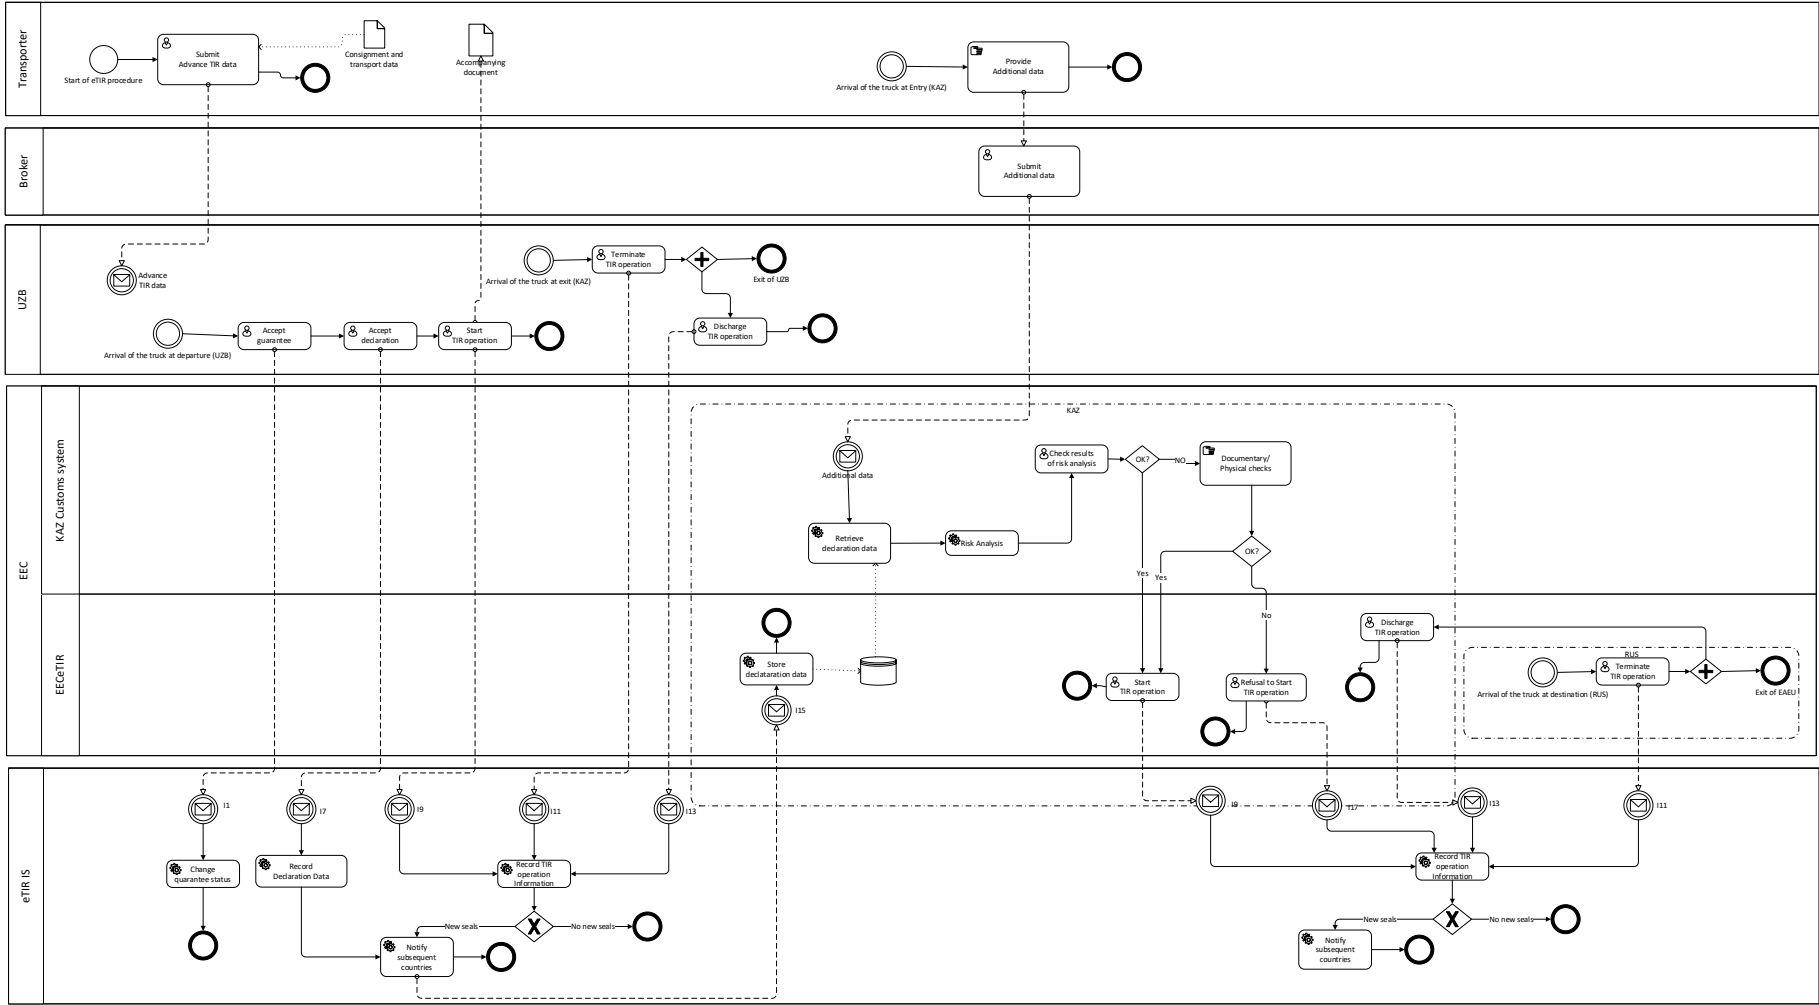 Transporter
Start of eTIR procedure
Submit
Advance TIR data
Consignment and
transport data
Accompanying
document
Arrival of the truck at Entry (KAZ)
Provide
Additional data
Broker
Submit
Additional data
UZB
Advance
TIR data
Arrival of the truck at exit (KAZ)
Terminate
TIR operation
Exit of UZB
Arrival of the truck at departure (UZB)
Accept
guarantee
Accept
declaration
Start
TIR operation
Discharge
TIR operation
EEC
KAZ Customs system
KAZ
Additional data
Check results
of risk analysis
OK?
NO
Documentary/
Physical checks
Retrieve
declaration data
Risk Analysis
OK?
Yes
Yes
No
EECeTIR
Store
declataration data
I15
Start
TIR operation
Refusal to Start
TIR operation
Discharge
TIR operation
RUS
Arrival of the truck at destination (RUS)
Terminate
TIR operation
Exit of EAEU
eTIR IS
I1
I7
I9
I11
I13
I9
I17
I13
I11
Change
quarantee status
Record
Declaration Data
Record TIR
operation
Information
Record TIR
operation
Information
New seals
No new seals
New seals
No new seals
Notify
subsequent
countries
Notify
subsequent
countries